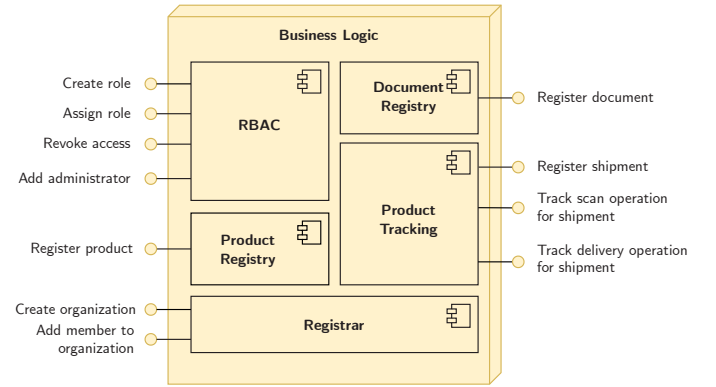 Business Logic
Create role
Assign role
Revoke access
Add administrator
RBAC
Document
Registry
Register document
Register shipment
Track scan operation
for shipment
Track delivery operation
for shipment
Product
Tracking
Register product
Product
Registry
Create organization
Add member to
organization
Registrar